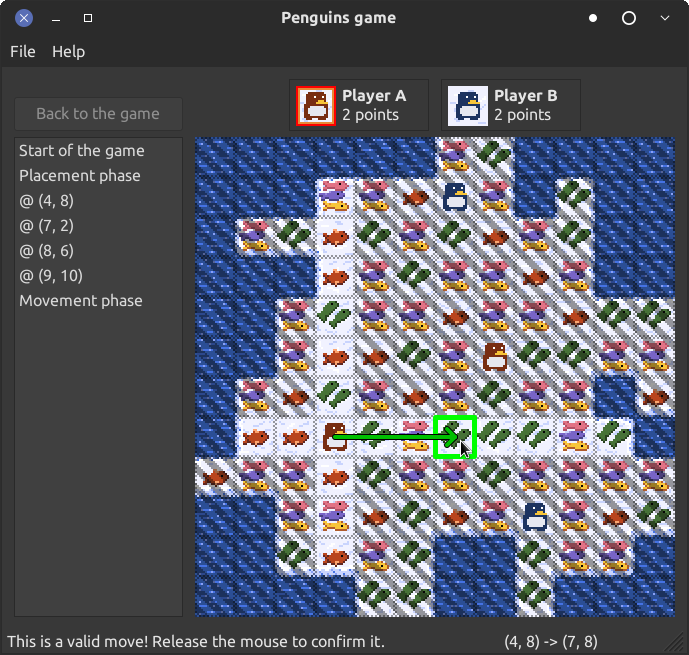 Penguins game
File Help
Back to the game
Player A
2 points
Player B
2 points
Start of the game
Placement phase
@ (4, 8)
@ (7, 2)
@ (8, 6)
@ (9, 10)
Movement phase
This is a valid move! Release the mouse to confirm it.
(4, 8) -> (7, 8)